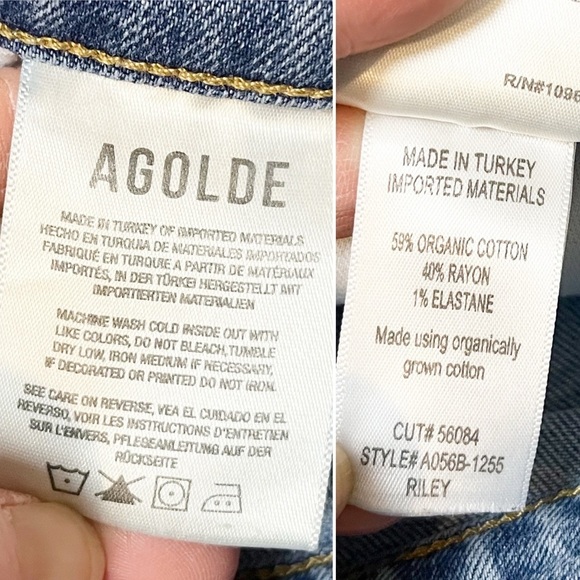 AGOLDE
MADE IN TURKEY OF IMPORTED MATERIALS
HECHO EN TURQUIA DE MATERIALES IMPORTADOS
FABRIQUÉ EN TURQUIE A PARTIR DE MATÉRIAUX
IMPORTÉS, IN DER TÜRKEI HERGESTELLT MIT
IMPORTIERTEN MATERIALIEN
MACHINE WASH COLD INSIDE OUT WITH
LIKE COLORS, DO NOT BLEACH, TUMBLE
DRY LOW, IRON MEDIUM IF NECESSARY,
IF DECORATED OR PRINTED DO NOT IRON.
SEE CARE ON REVERSE, VEA EL CUIDADO EN EL
REVERSO, VOIR LES INSTRUCTIONS D'ENTRETIEN
SUR L'ENVERS, PFLEGEANLEITUNG AUF DER
RÜCKSEITE
R/N#1096
MADE IN TURKEY
IMPORTED MATERIALS
59% ORGANIC COTTON
40% RAYON
1% ELASTANE
Made using organically
grown cotton
CUT# 56084
STYLE# A056B-1255
RILEY